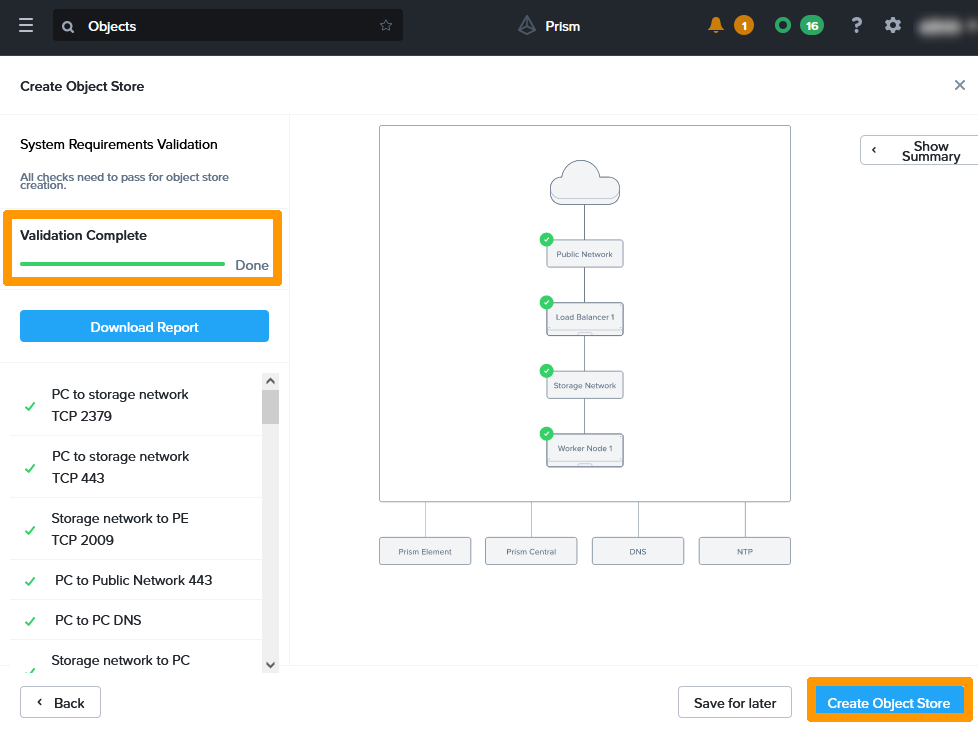 Objects
Prism
1
16
?
Create Object Store
System Requirements Validation
All checks need to pass for object store
creation.
Validation Complete
Done
Download Report
PC to storage network
TCP 2379
PC to storage network
TCP 443
Storage network to PE
TCP 2009
PC to Public Network 443
PC to PC DNS
Storage network to PC
Show
Summary
Public Network
Load Balancer 1
Storage Network
Worker Node 1
Prism Element
Prism Central
DNS
NTP
Back
Save for later
Create Object Store